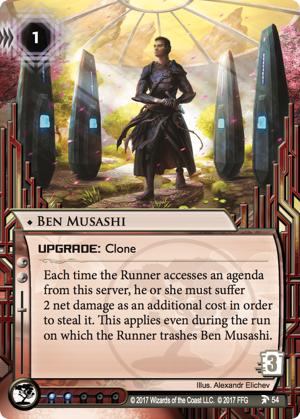 1
◆ Ben Musashi
UPGRADE: Clone
Each time the Runner accesses an agenda
from this server, he or she must suffer
2 net damage as an additional cost in order
to steal it. This applies even during the run
on which the Runner trashes Ben Musashi.
3
Illus. Alexandr Elichev
© 2017 Wizards of the Coast LLC. © 2017 FFG
54